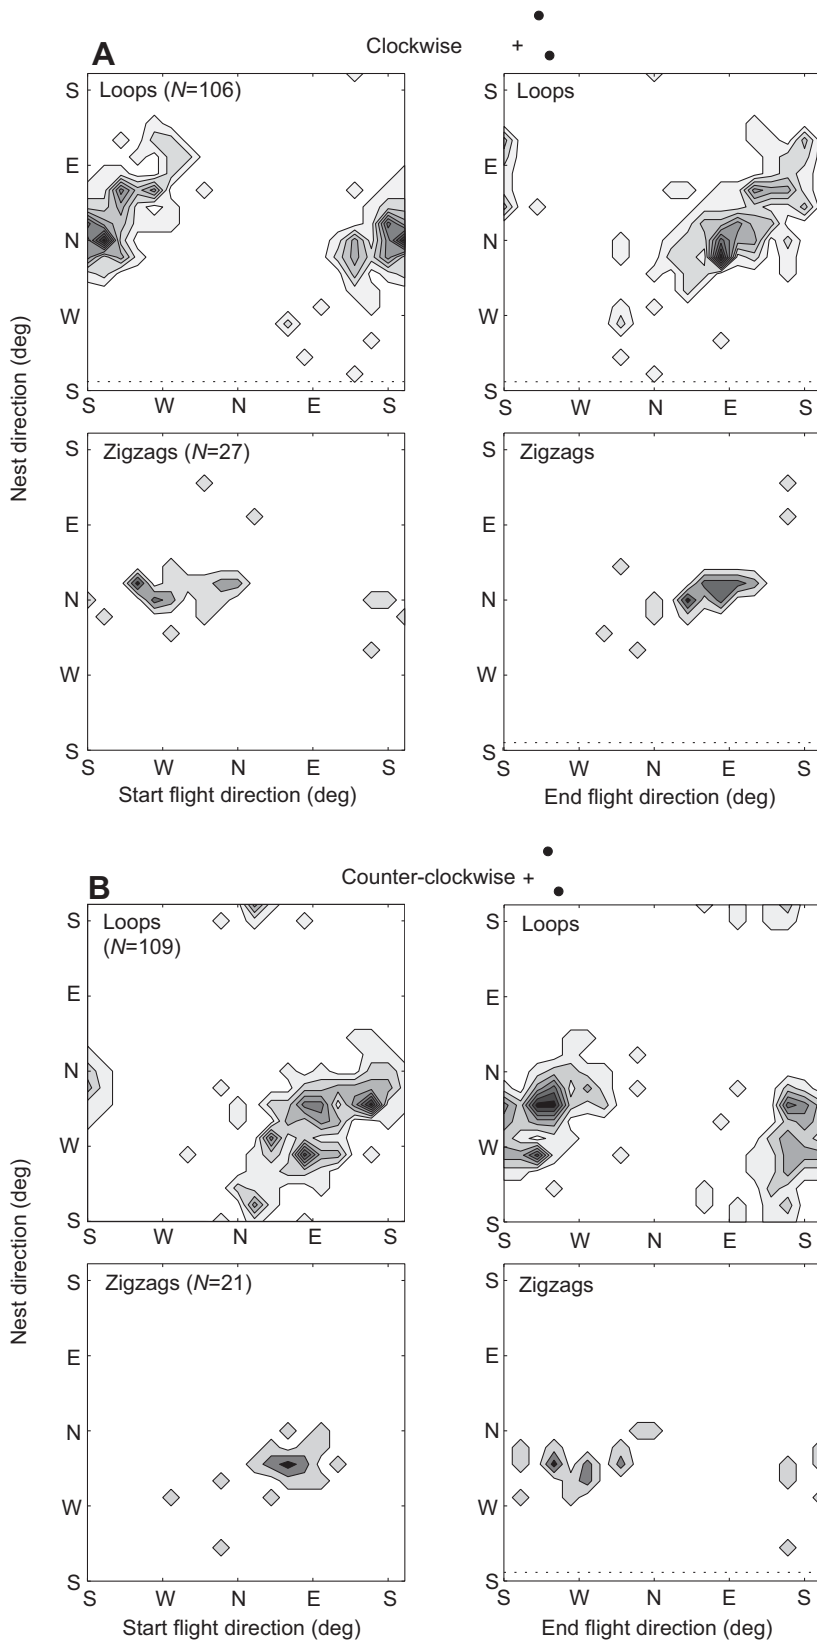 A
Clockwise +
Loops (N=106)
Loops
S
E
N
W
S
S W N E S
S
E
N
W
S
S W N E S
Nest direction (deg)
Zigzags (N=27)
Zigzags
S
E
N
W
S
S W N E S
S
E
N
W
S
S W N E S
Start flight direction (deg)
End flight direction (deg)
B
Counter-clockwise +
Loops
(N=109)
Loops
S
E
N
W
S
S W N E S
S
E
N
W
S
S W N E S
Nest direction (deg)
Zigzags (N=21)
Zigzags
S
E
N
W
S
S W N E S
S
E
N
W
S
S W N E S
Start flight direction (deg)
End flight direction (deg)